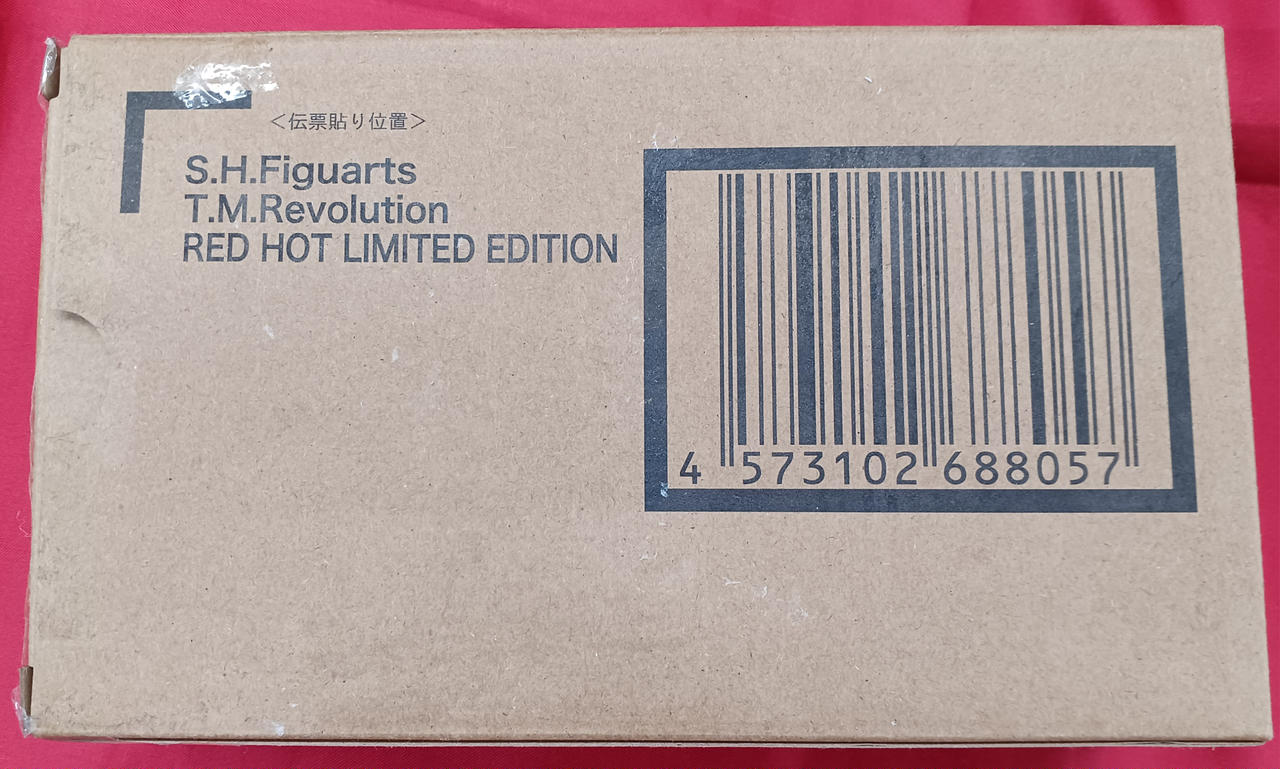 ＜伝票貼り位置＞
S.H.Figuarts
T.M.Revolution
RED HOT LIMITED EDITION
4 573102 688057